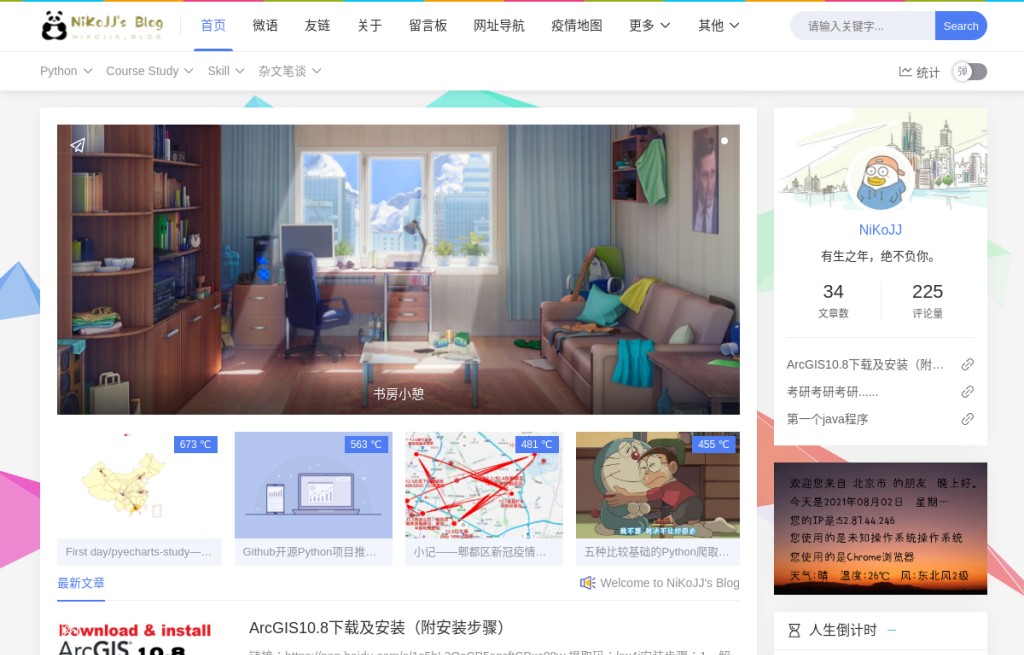 NiKoJJ's Blog
NIKOJJS_BLOG
首页 微语 友链 关于 留言板 网址导航 疫情地图 更多 其他
请输入关键字... Search
Python Course Study Skill 杂文笔谈
统计 弹
书房小憩
NiKoJJ
有生之年，绝不负你。
34 225
文章数 评论量
ArcGIS10.8下载及安装（附...
考研考研考研......
第一个java程序
673 ℃
First day/pyecharts-study—...
563 ℃
Github开源Python项目推...
481 ℃
小记——郫都区新冠疫情...
455 ℃
五种比较基础的Python爬取...
欢迎您来自 北京市 的朋友 晚上好。
今天是2021年08月02日 星期一
您的IP是:52.87.44.246
您使用的是未知操作系统操作系统
您使用的是Chrome浏览器
天气:晴 温度:26℃ 风:东北风2级
最新文章
Welcome to NiKoJJ's Blog
人生倒计时
download & install
ArcGIS 10.8
ArcGIS10.8下载及安装（附安装步骤）